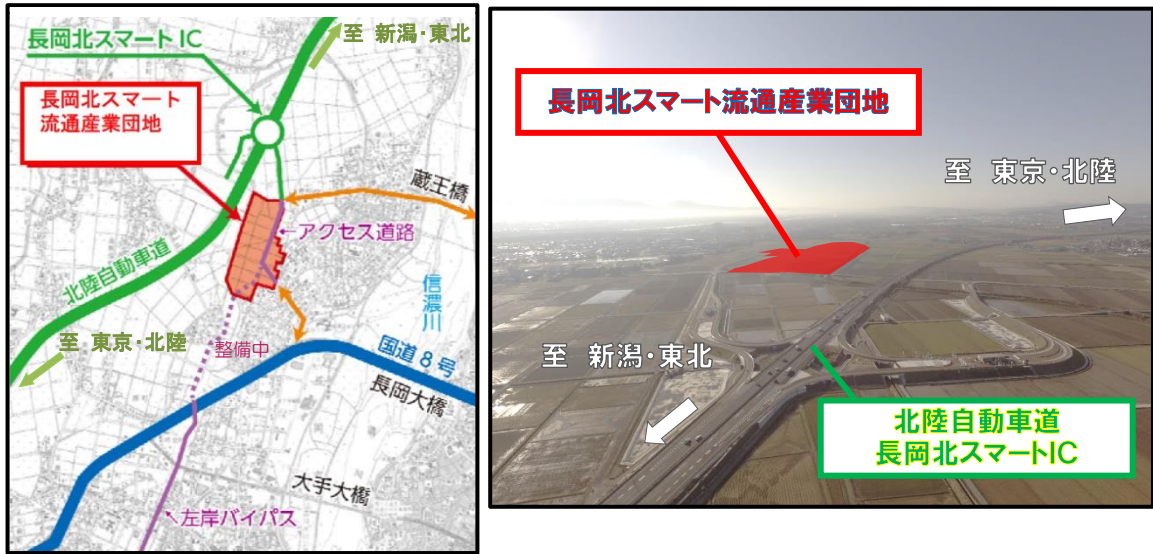 長岡北スマートIC
至 新潟・東北
長岡北スマート
流通産業団地
蔵王橋
アクセス道路
北陸自動車道
信濃川
至 東京・北陸
整備中
国道8号
長岡大橋
大手大橋
左岸バイパス
長岡北スマート流通産業団地
至 東京・北陸
至 新潟・東北
北陸自動車道
長岡北スマートIC